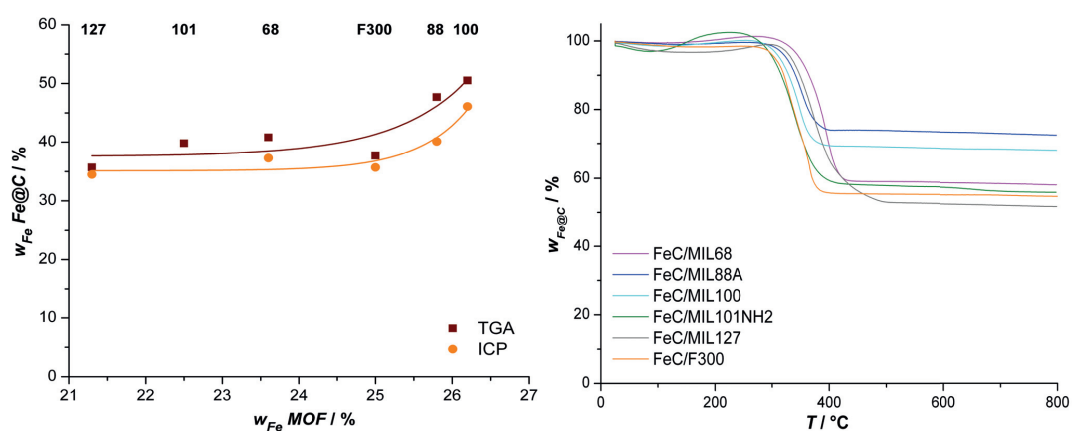 127 101 68 F300 88 100
60
50
40
30
20
10
0
w_Fe Fe@C / %
TGA
ICP
21 22 23 24 25 26 27
w_Fe MOF / %
100
80
60
40
20
0
w_Fe@C / %
FeC/MIL68
FeC/MIL88A
FeC/MIL100
FeC/MIL101NH2
FeC/MIL127
FeC/F300
0 200 400 600 800
T / °C